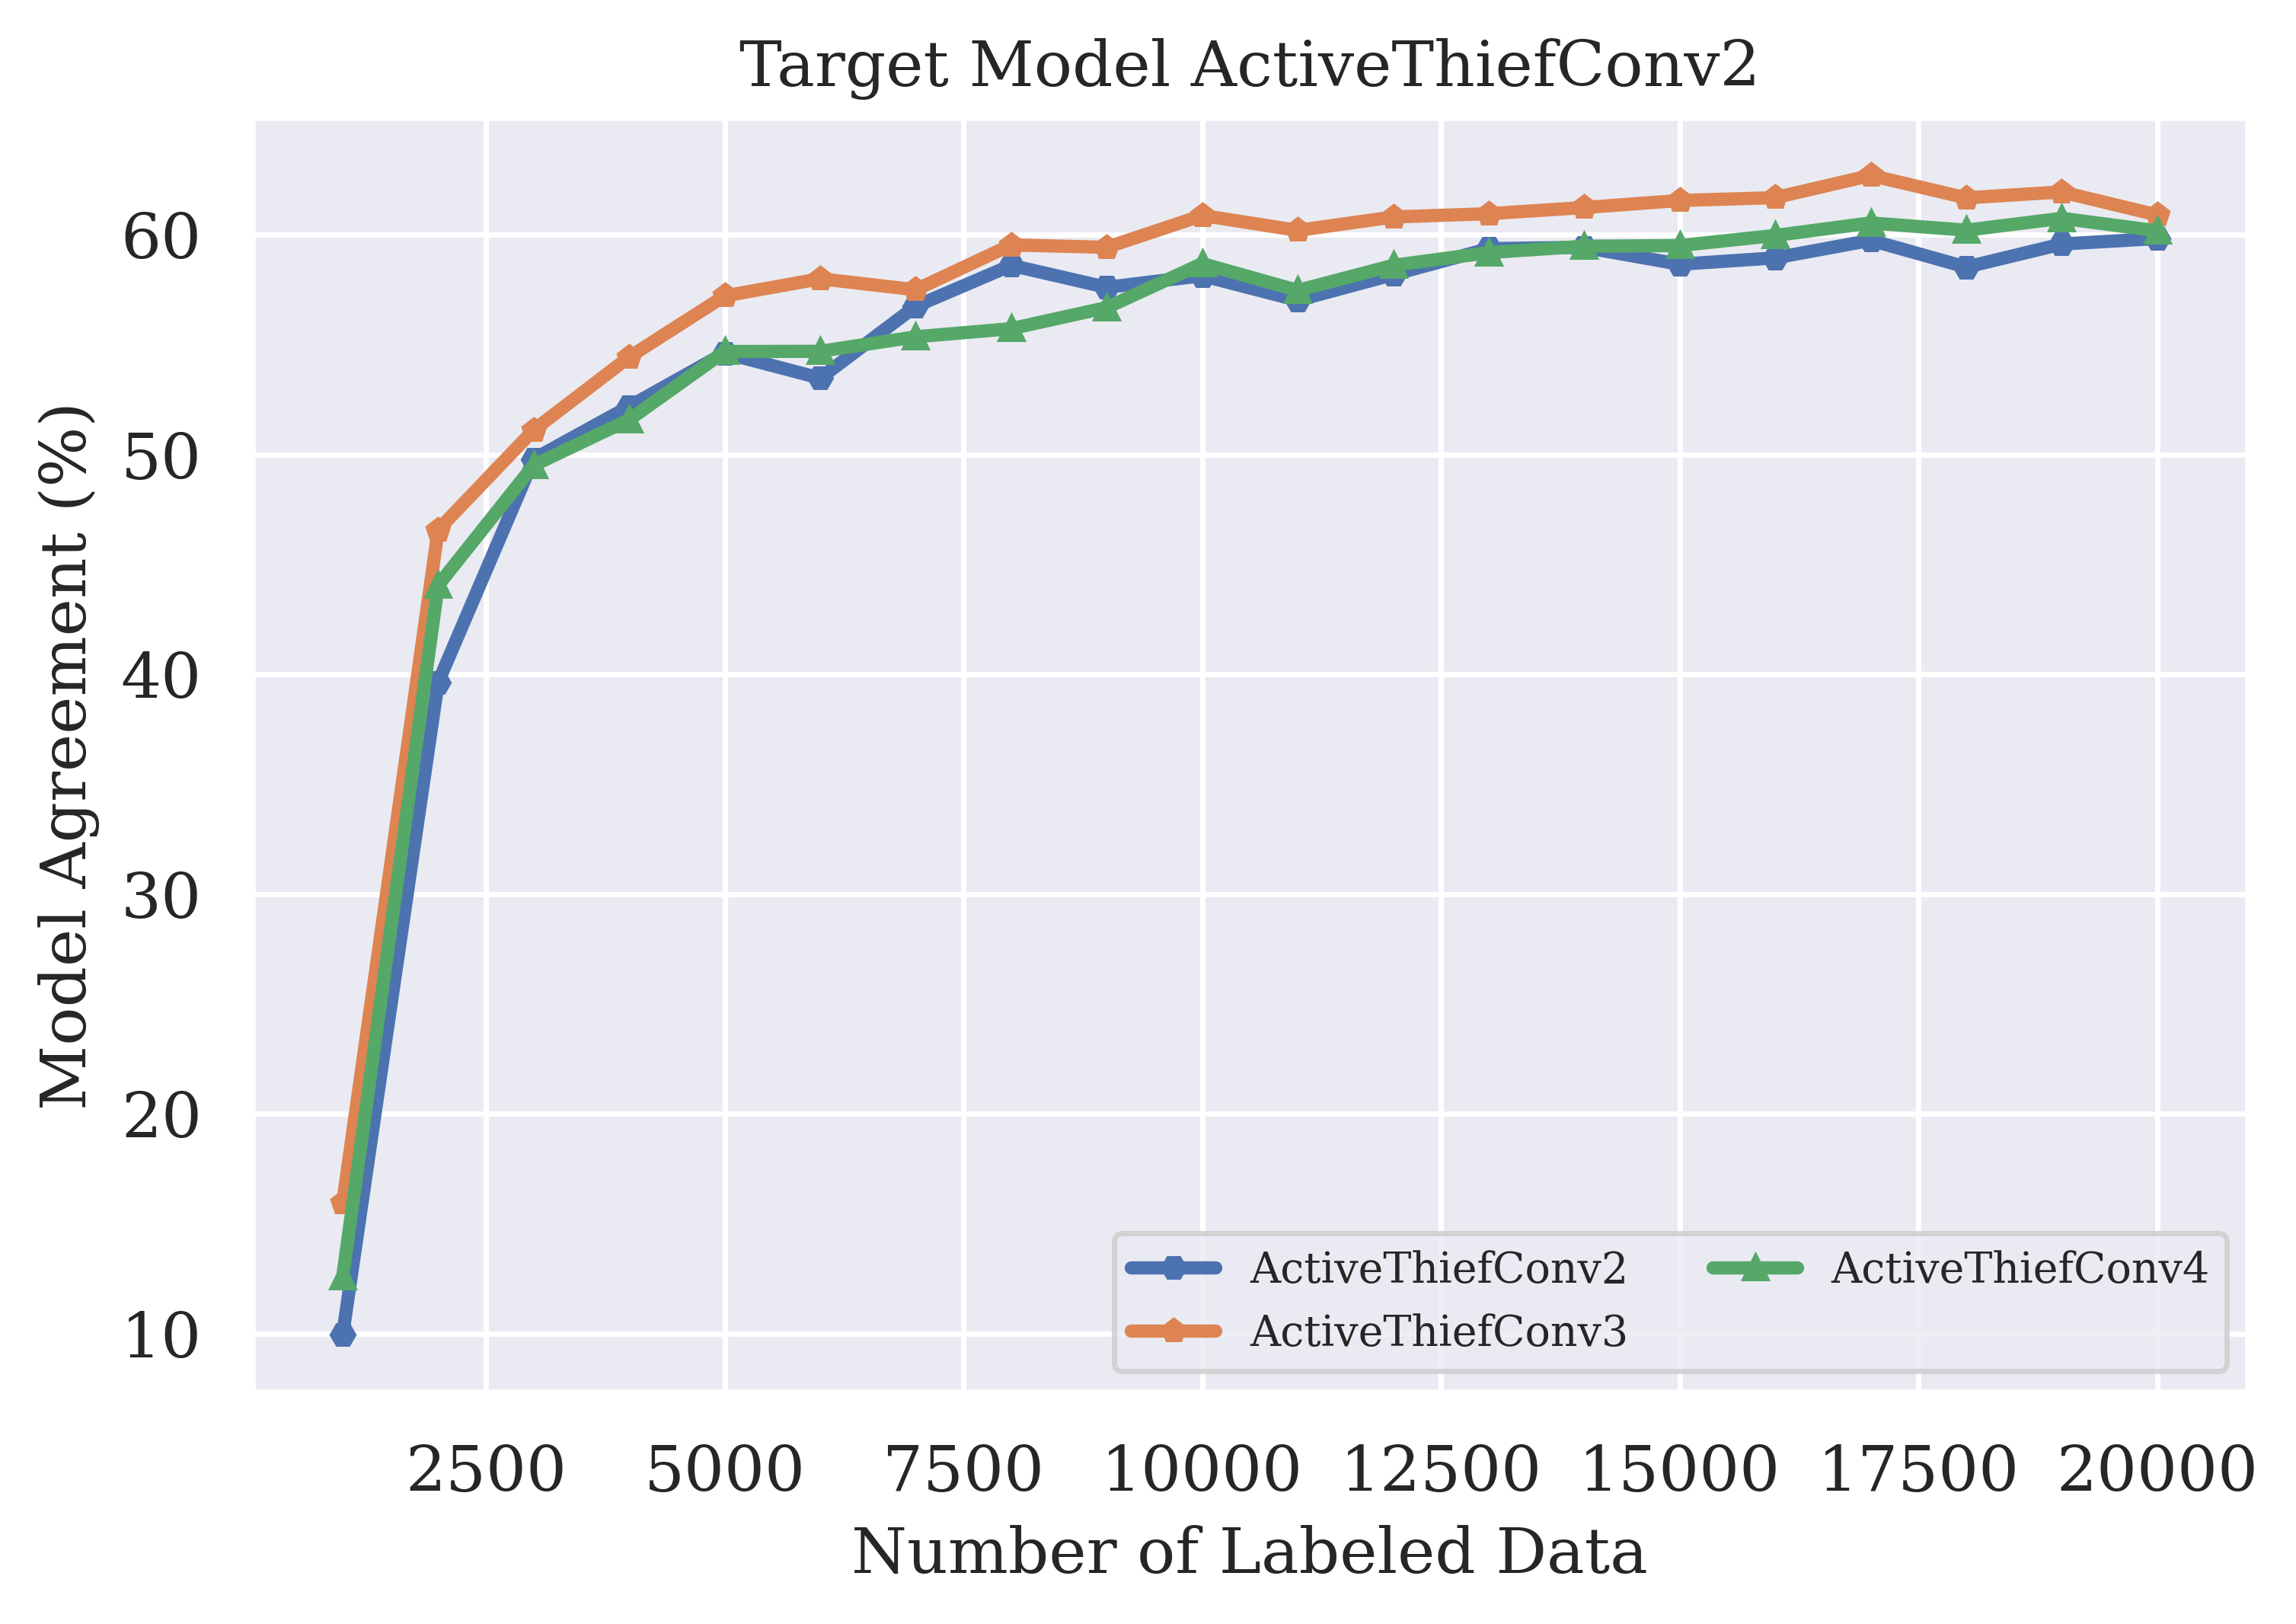 Target Model ActiveThiefConv2
Model Agreement (%)
60
50
40
30
20
10
ActiveThiefConv2
ActiveThiefConv3
ActiveThiefConv4
2500 5000 7500 10000 12500 15000 17500 20000
Number of Labeled Data